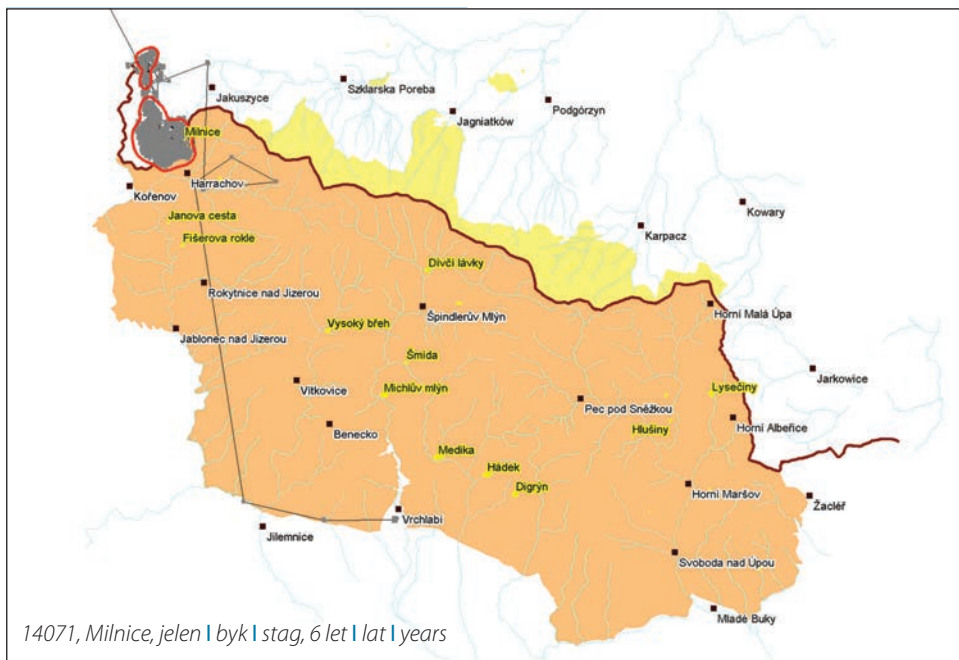 Szklarska Poreba
Jakuszyce
Podgórzyn
Jagniatków
Milnice
Harrachov
Kořenov
Kowary
Janova cesta
Karpacz
Fišerova rokle
Dívčí lávky
Rokytnice nad Jizerou
Horní Malá Úpa
Špindlerův Mlýn
Vysoký břeh
Jablonec nad Jizerou
Šmída
Jarkowice
Vítkovice
Michlův mlýn
Lysečiny
Pec pod Sněžkou
Horní Albeřice
Benecko
Hlušiny
Medika
Hádek
Horní Maršov
Digrýn
Žacléř
Vrchlabí
Jilemnice
Svoboda nad Úpou
Mladé Buky
14071, Milnice, jelen | byk | stag, 6 let | lat | years